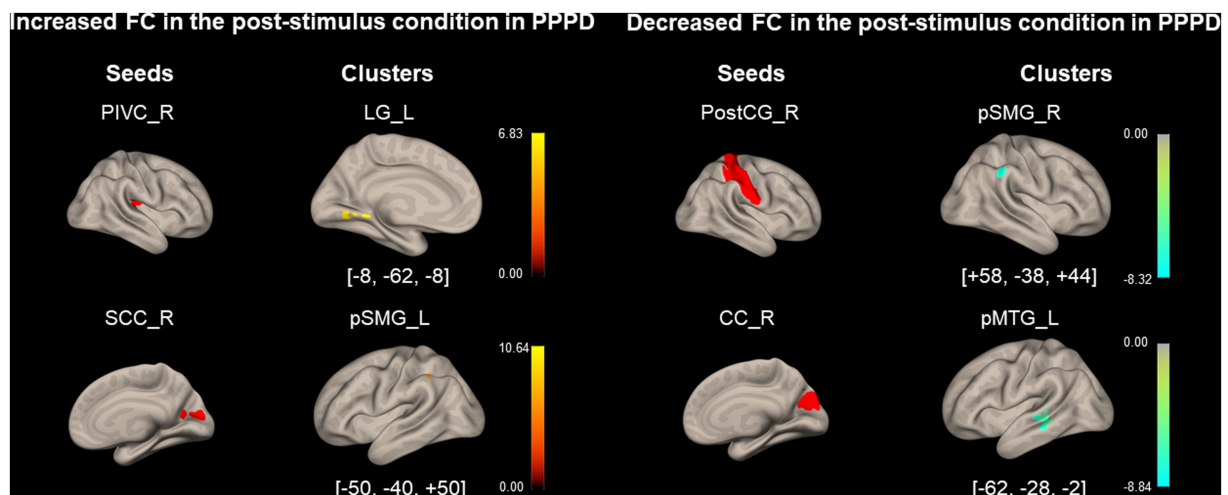 Increased FC in the post-stimulus condition in PPPD
Seeds Clusters
PIVC_R LG_L
6.83
0.00
[-8, -62, -8]
SCC_R pSMG_L
10.64
0.00
[-50, -40, +50]
Decreased FC in the post-stimulus condition in PPPD
Seeds Clusters
PostCG_R pSMG_R
0.00
-8.32
[+58, -38, +44]
CC_R pMTG_L
0.00
-8.84
[-62, -28, -2]